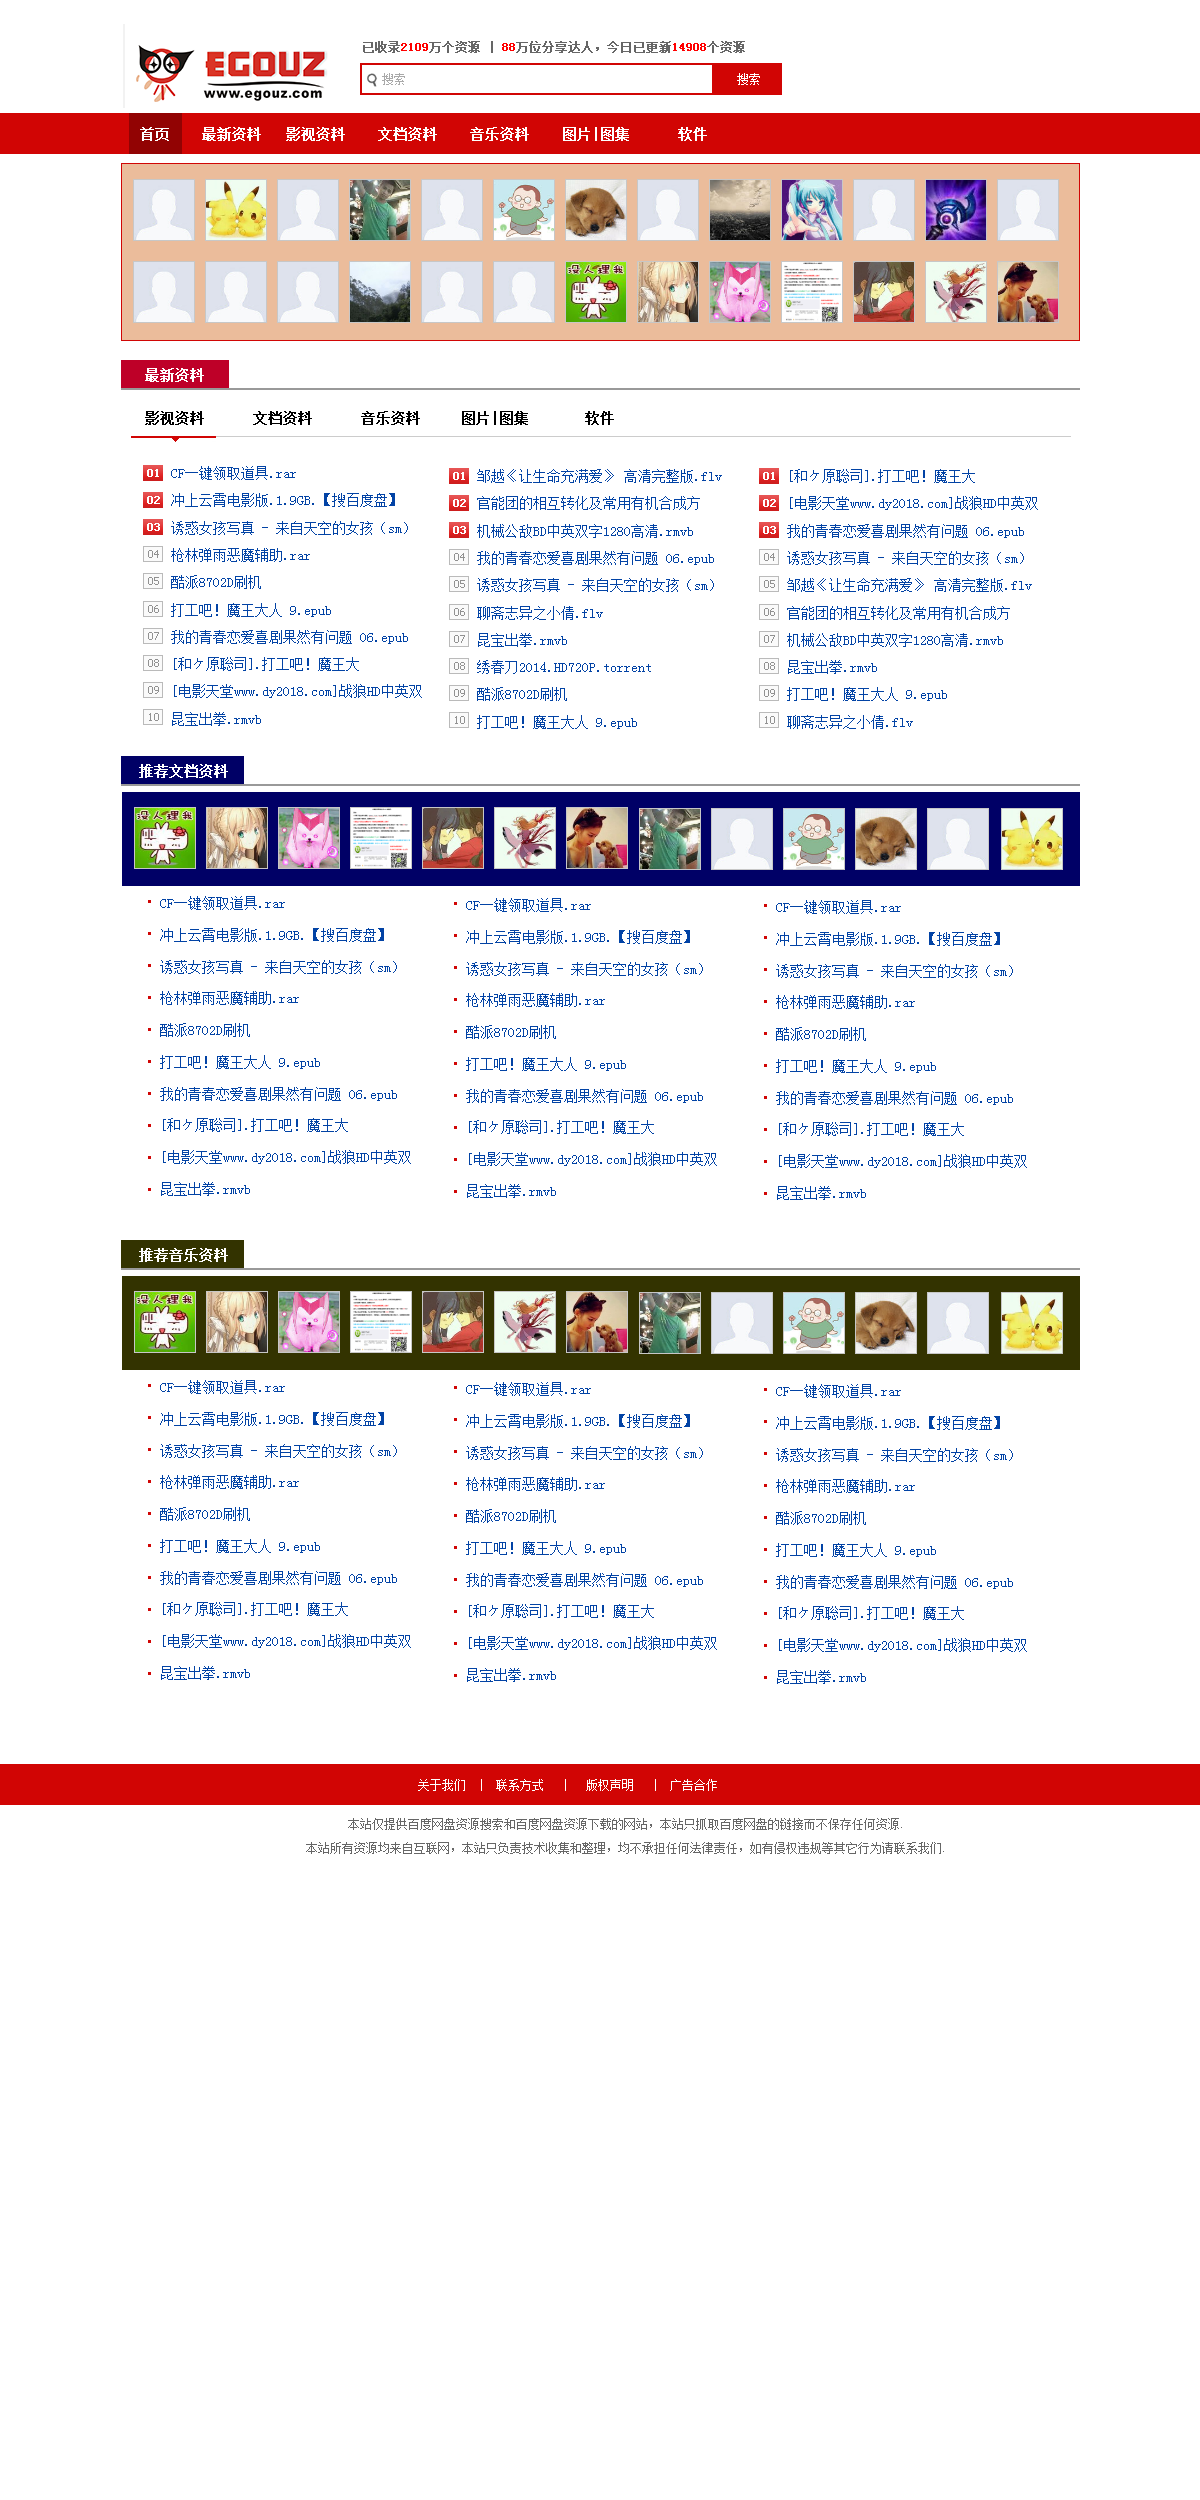 已收录2109万个资源 | 88万位分享达人，今日已更新14908个资源
EGOUZ
www.egouz.com
搜索 搜索
首页 最新资料 影视资料 文档资料 音乐资料 图片|图集 软件
没人理我
最新资料
影视资料 文档资料 音乐资料 图片|图集 软件
01 CF一键领取道具.rar
02 冲上云霄电影版.1.9GB.【搜百度盘】
03 诱惑女孩写真 - 来自天空的女孩（sm）
04 枪林弹雨恶魔辅助.rar
05 酷派8702D刷机
06 打工吧！魔王大人 9.epub
07 我的青春恋爱喜剧果然有问题 06.epub
08 [和ケ原聡司].打工吧！魔王大
09 [电影天堂www.dy2018.com]战狼HD中英双
10 昆宝出拳.rmvb
01 邹越《让生命充满爱》 高清完整版.flv
02 官能团的相互转化及常用有机合成方
03 机械公敌BD中英双字1280高清.rmvb
04 我的青春恋爱喜剧果然有问题 06.epub
05 诱惑女孩写真 - 来自天空的女孩（sm）
06 聊斋志异之小倩.flv
07 昆宝出拳.rmvb
08 绣春刀2014.HD720P.torrent
09 酷派8702D刷机
10 打工吧！魔王大人 9.epub
01 [和ケ原聡司].打工吧！魔王大
02 [电影天堂www.dy2018.com]战狼HD中英双
03 我的青春恋爱喜剧果然有问题 06.epub
04 诱惑女孩写真 - 来自天空的女孩（sm）
05 邹越《让生命充满爱》 高清完整版.flv
06 官能团的相互转化及常用有机合成方
07 机械公敌BD中英双字1280高清.rmvb
08 昆宝出拳.rmvb
09 打工吧！魔王大人 9.epub
10 聊斋志异之小倩.flv
推荐文档资料
没人理我
CF一键领取道具.rar
冲上云霄电影版.1.9GB.【搜百度盘】
诱惑女孩写真 - 来自天空的女孩（sm）
枪林弹雨恶魔辅助.rar
酷派8702D刷机
打工吧！魔王大人 9.epub
我的青春恋爱喜剧果然有问题 06.epub
[和ケ原聡司].打工吧！魔王大
[电影天堂www.dy2018.com]战狼HD中英双
昆宝出拳.rmvb
CF一键领取道具.rar
冲上云霄电影版.1.9GB.【搜百度盘】
诱惑女孩写真 - 来自天空的女孩（sm）
枪林弹雨恶魔辅助.rar
酷派8702D刷机
打工吧！魔王大人 9.epub
我的青春恋爱喜剧果然有问题 06.epub
[和ケ原聡司].打工吧！魔王大
[电影天堂www.dy2018.com]战狼HD中英双
昆宝出拳.rmvb
CF一键领取道具.rar
冲上云霄电影版.1.9GB.【搜百度盘】
诱惑女孩写真 - 来自天空的女孩（sm）
枪林弹雨恶魔辅助.rar
酷派8702D刷机
打工吧！魔王大人 9.epub
我的青春恋爱喜剧果然有问题 06.epub
[和ケ原聡司].打工吧！魔王大
[电影天堂www.dy2018.com]战狼HD中英双
昆宝出拳.rmvb
推荐音乐资料
没人理我
CF一键领取道具.rar
冲上云霄电影版.1.9GB.【搜百度盘】
诱惑女孩写真 - 来自天空的女孩（sm）
枪林弹雨恶魔辅助.rar
酷派8702D刷机
打工吧！魔王大人 9.epub
我的青春恋爱喜剧果然有问题 06.epub
[和ケ原聡司].打工吧！魔王大
[电影天堂www.dy2018.com]战狼HD中英双
昆宝出拳.rmvb
CF一键领取道具.rar
冲上云霄电影版.1.9GB.【搜百度盘】
诱惑女孩写真 - 来自天空的女孩（sm）
枪林弹雨恶魔辅助.rar
酷派8702D刷机
打工吧！魔王大人 9.epub
我的青春恋爱喜剧果然有问题 06.epub
[和ケ原聡司].打工吧！魔王大
[电影天堂www.dy2018.com]战狼HD中英双
昆宝出拳.rmvb
CF一键领取道具.rar
冲上云霄电影版.1.9GB.【搜百度盘】
诱惑女孩写真 - 来自天空的女孩（sm）
枪林弹雨恶魔辅助.rar
酷派8702D刷机
打工吧！魔王大人 9.epub
我的青春恋爱喜剧果然有问题 06.epub
[和ケ原聡司].打工吧！魔王大
[电影天堂www.dy2018.com]战狼HD中英双
昆宝出拳.rmvb
关于我们 | 联系方式 | 版权声明 | 广告合作
本站仅提供百度网盘资源搜索和百度网盘资源下载的网站，本站只抓取百度网盘的链接而不保存任何资源.
本站所有资源均来自互联网，本站只负责技术收集和整理，均不承担任何法律责任，如有侵权违规等其它行为请联系我们.